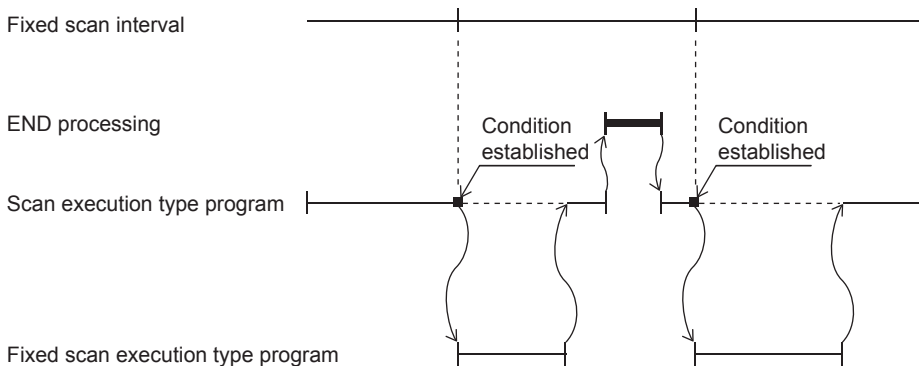 Fixed scan interval
END processing
Condition
established
Condition
established
Scan execution type program
Fixed scan execution type program